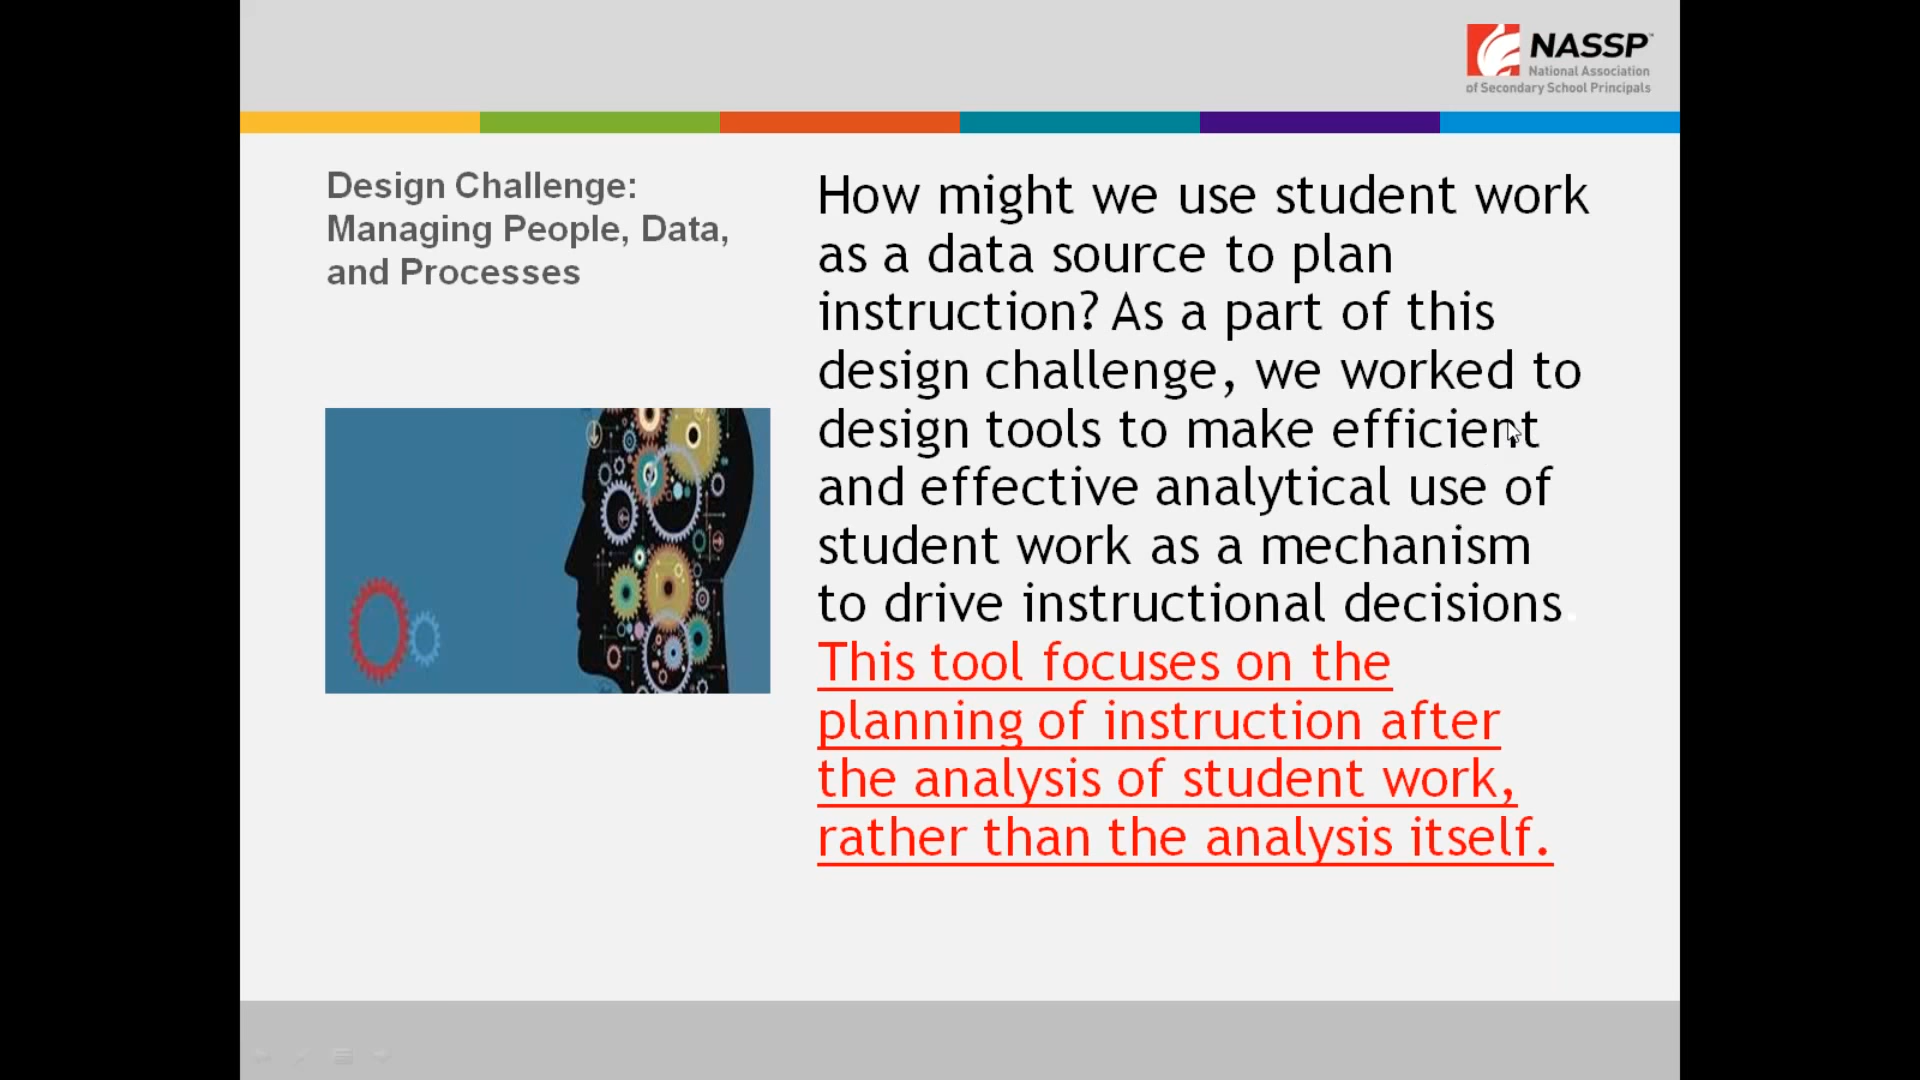 NASSP
National Association
of Secondary School Principals
Design Challenge:
Managing People, Data,
and Processes
How might we use student work
as a data source to plan
instruction? As a part of this
design challenge, we worked to
design tools to make efficient
and effective analytical use of
student work as a mechanism
to drive instructional decisions.
This tool focuses on the
planning of instruction after
the analysis of student work,
rather than the analysis itself.